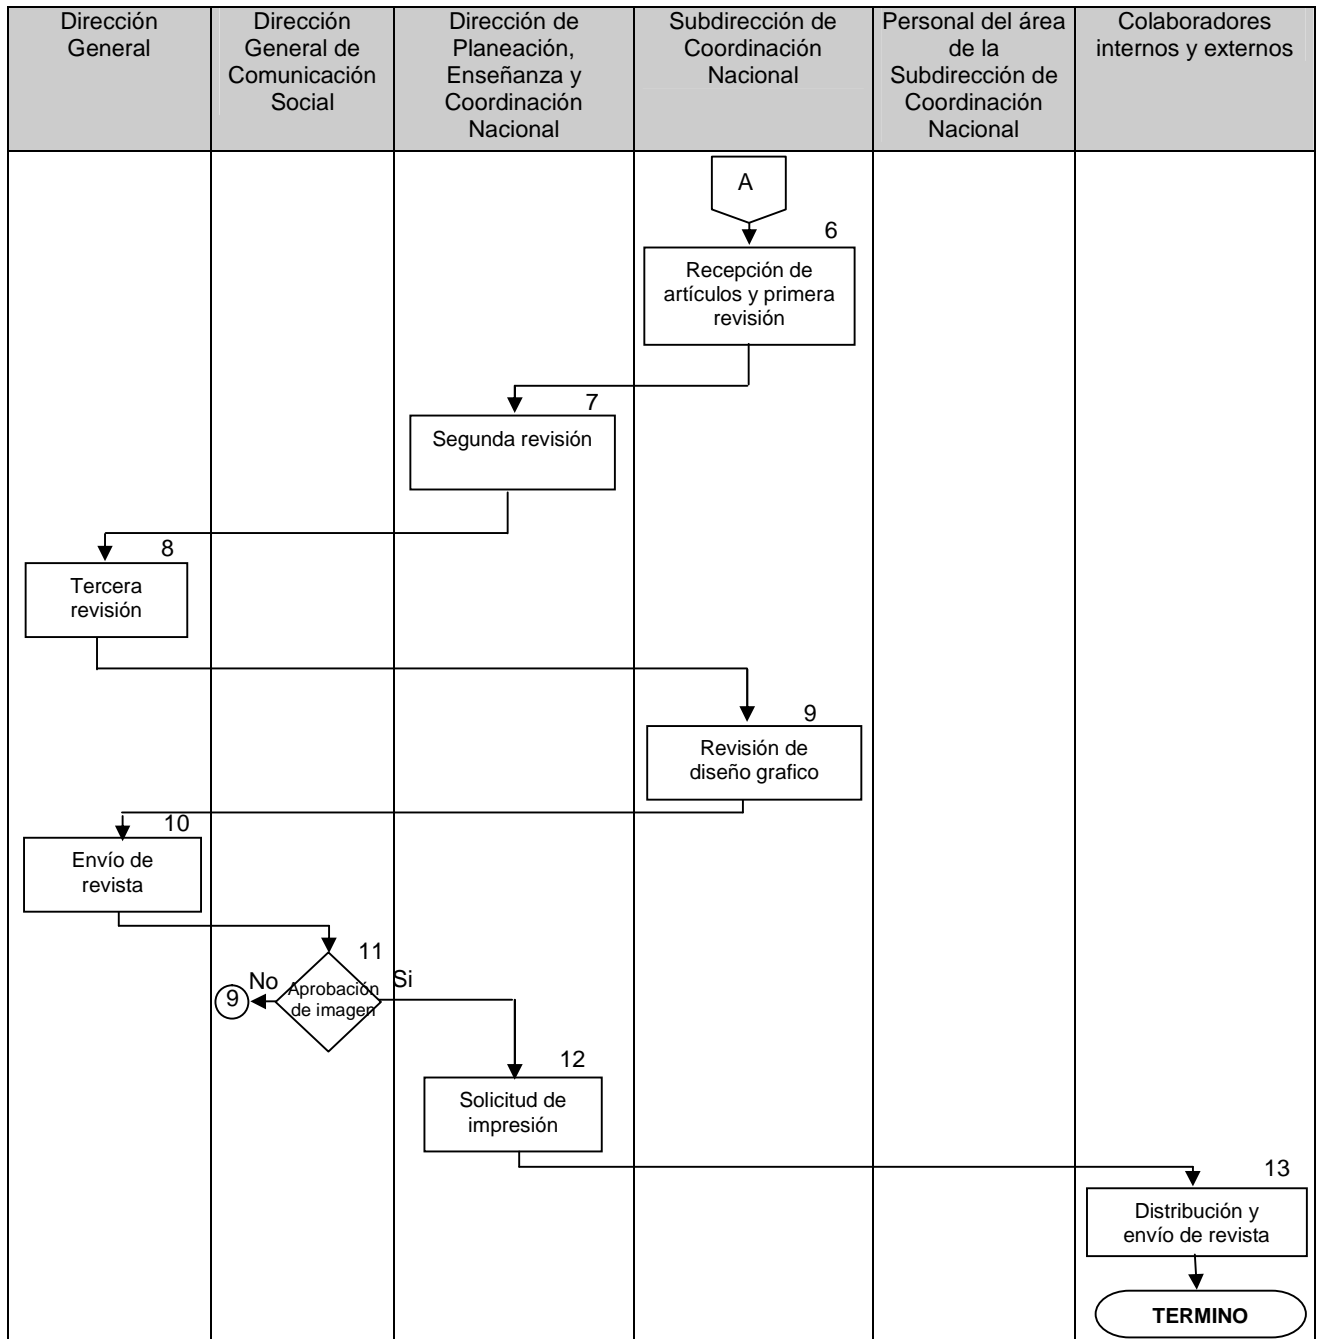 Dirección
General
Dirección
General de
Comunicación
Social
Dirección de
Planeación,
Enseñanza y
Coordinación
Nacional
Subdirección de
Coordinación
Nacional
Personal del área
de la
Subdirección de
Coordinación
Nacional
Colaboradores
internos y externos
A
6
Recepción de
artículos y primera
revisión
7
Segunda revisión
8
Tercera
revisión
9
Revisión de
diseño grafico
10
Envío de
revista
11
Aprobación
de imagen
No
9
Si
12
Solicitud de
impresión
13
Distribución y
envío de revista
TERMINO